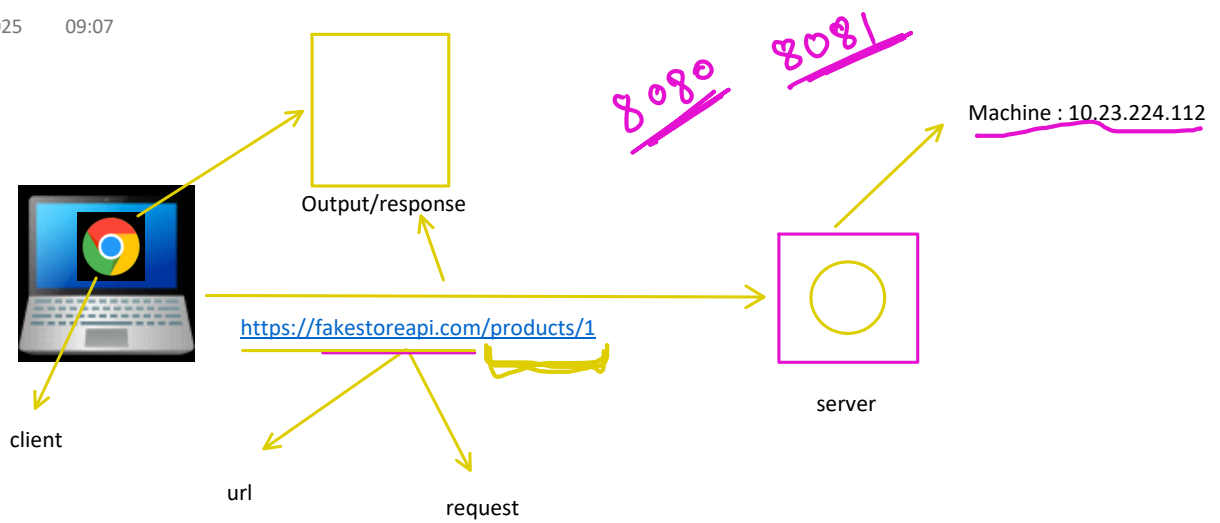 025 09:07
8080
8081
Machine : 10.23.224.112
Output/response
https://fakestoreapi.com/products/1
server
client
url
request